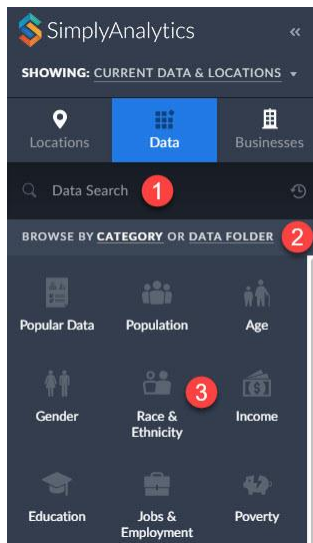 SimplyAnalytics «
SHOWING: CURRENT DATA & LOCATIONS
Locations Data Businesses
Data Search 1
BROWSE BY CATEGORY OR DATA FOLDER 2
Popular Data Population Age
3
Gender Race & Income
Ethnicity
Education Jobs & Poverty
Employment